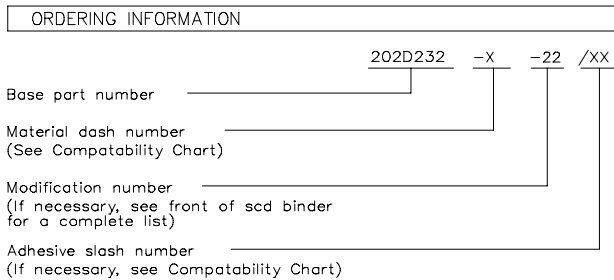 ORDERING INFORMATION
202D232 -X -22 /XX
Base part number
Material dash number
(See Compatability Chart)
Modification number
(If necessary, see front of scd binder
for a complete list)
Adhesive slash number
(If necessary, see Compatability Chart)